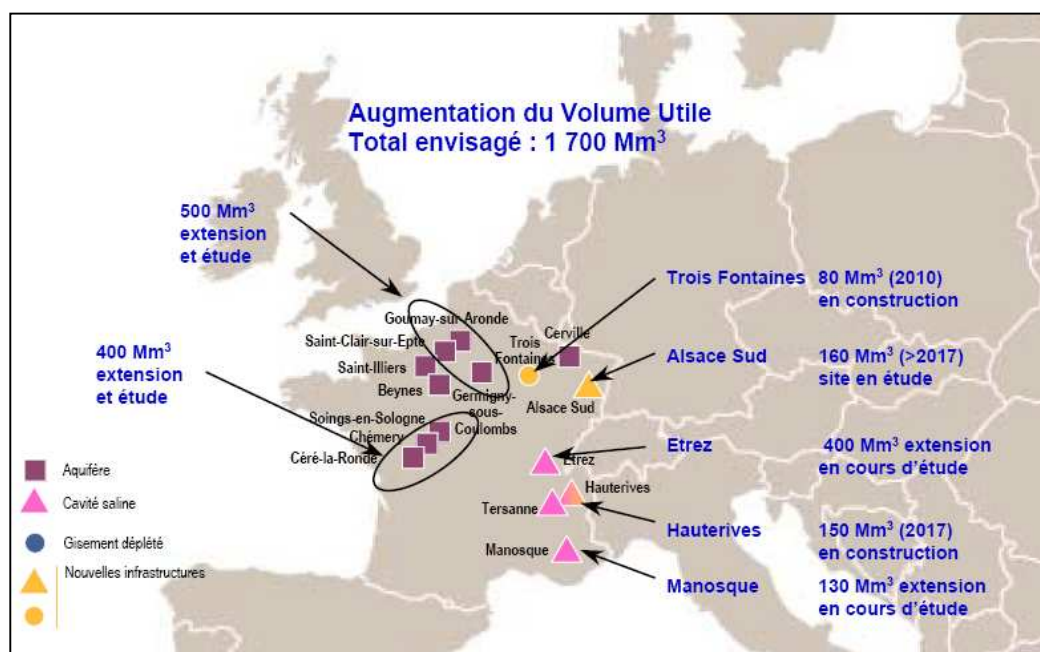 Augmentation du Volume Utile
Total envisagé : 1 700 Mm³
500 Mm³
extension
et étude
400 Mm³
extension
et étude
Goumay-sur-Aronde
Saint-Clair-sur-Epte
Saint-Illiers
Beynes
Germigny-
sous-
Coulombs
Soings-en-Sologne
Chémery
Céré-la-Ronde
Trois
Fontaines
Cerville
Alsace Sud
Etrez
Hauterives
Tersanne
Manosque
Trois Fontaines 80 Mm³ (2010)
en construction
Alsace Sud 160 Mm³ (>2017)
site en étude
Etrez 400 Mm³ extension
en cours d'étude
Hauterives 150 Mm³ (2017)
en construction
Manosque 130 Mm³ extension
en cours d'étude
Aquifére
Cavité saline
Gisement déplété
Nouvelles infrastructures